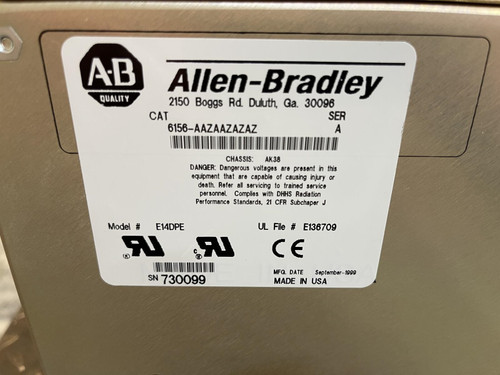 A-B
QUALITY
Allen-Bradley
2150 Boggs Rd. Duluth, Ga. 30096
CAT SER
6156-AAZAAZAZAZ A
CHASSIS: AK38
DANGER: Dangerous voltages are present in this
equipment that are capable of causing injury or
death. Refer all servicing to trained service
personnel. Complies with DHHS Radiation
Performance Standards, 21 CFR Subchapter J
Model # E14DPE UL File # E136709
RU ® c RU ® CE
SN 730099
MFG. DATE September-1999
MADE IN USA